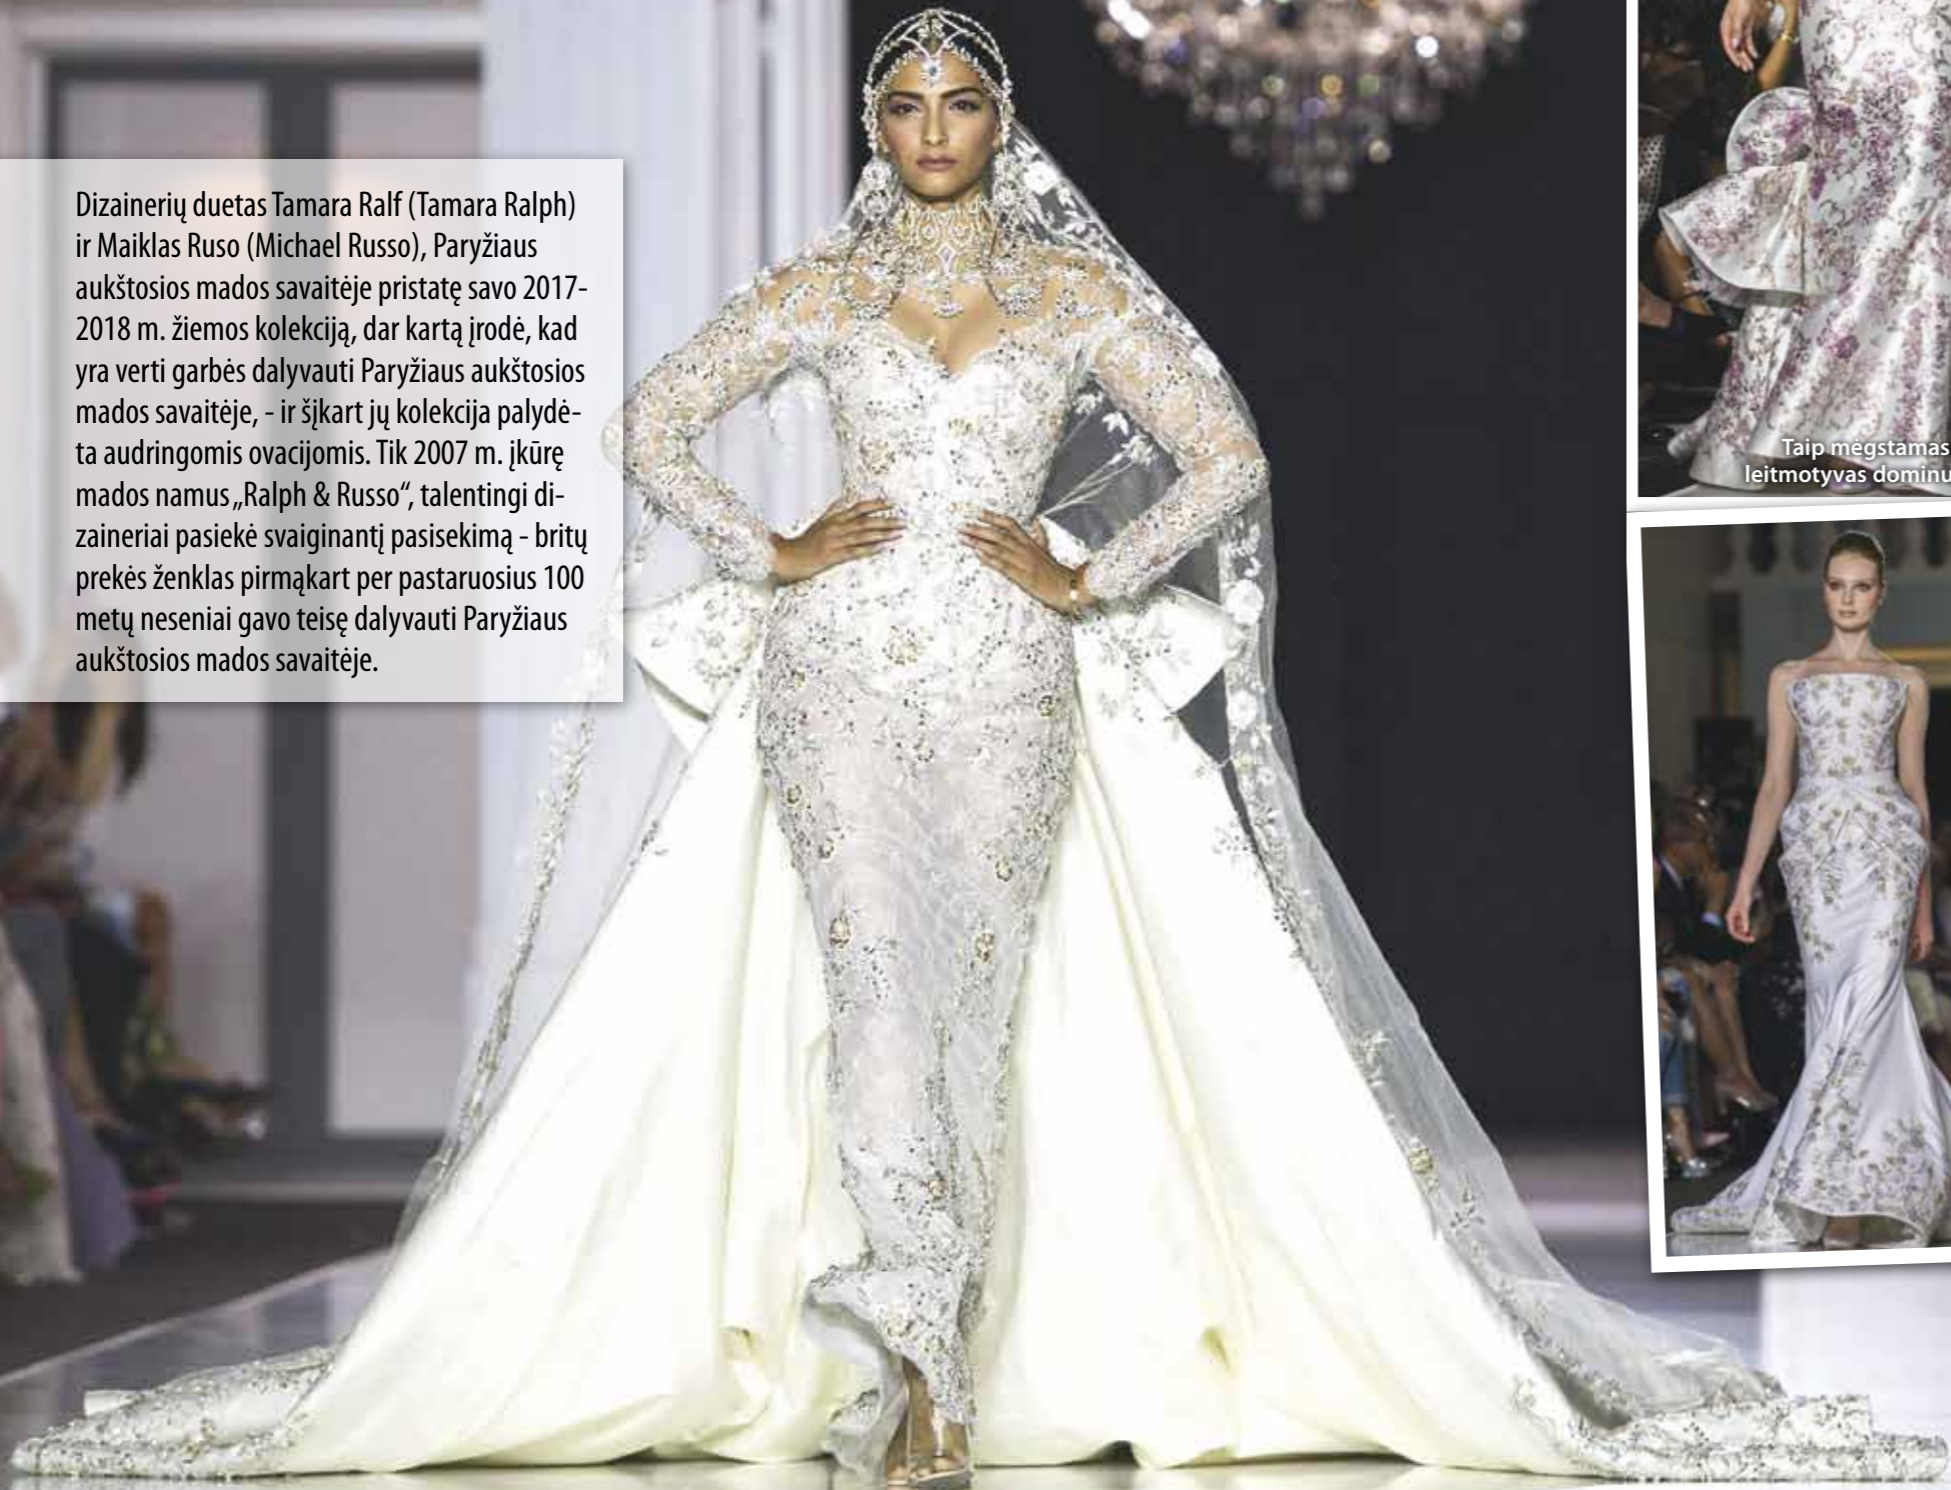 Dizainerių duetas Tamara Ralf (Tamara Ralph)
ir Maiklas Ruso (Michael Russo), Paryžiaus
aukštosios mados savaitėje pristatę savo 2017-
2018 m. žiemos kolekciją, dar kartą įrodė, kad
yra verti garbės dalyvauti Paryžiaus aukštosios
mados savaitėje, - ir šįkart jų kolekcija palydė-
ta audringomis ovacijomis. Tik 2007 m. įkūrę
mados namus „Ralph & Russo“, talentingi di-
zaineriai pasiekė svaiginantį pasisekimą - britų
prekės ženklas pirmąkart per pastaruosius 100
metų neseniai gavo teisę dalyvauti Paryžiaus
aukštosios mados savaitėje.
Taip mėgstamas
leitmotyvas dominu